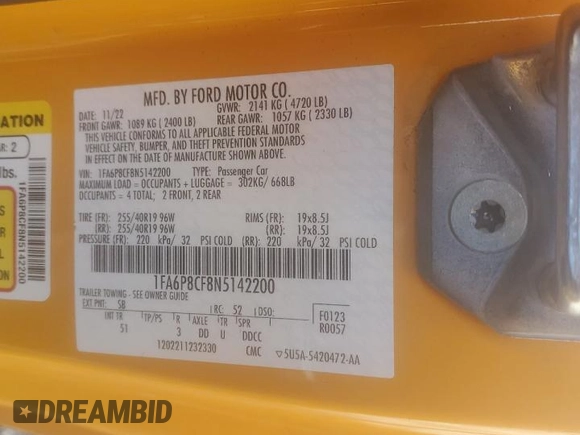 MFD. BY FORD MOTOR CO.
DATE: 11/22 GVWR: 2141 KG ( 4720 LB)
FRONT GAWR: 1089 KG ( 2400 LB) REAR GAWR: 1057 KG ( 2330 LB)
THIS VEHICLE CONFORMS TO ALL APPLICABLE FEDERAL MOTOR
VEHICLE SAFETY, BUMPER, AND THEFT PREVENTION STANDARDS
IN EFFECT ON THE DATE OF MANUFACTURE SHOWN ABOVE.
VIN: 1FA6P8CF8N5142200 TYPE: Passenger Car
MAXIMUM LOAD = OCCUPANTS + LUGGAGE = 302KG/ 668LB
OCCUPANTS = 4 TOTAL; 2 FRONT, 2 REAR
TIRE (FR): 255/40R19 96W RIMS (FR): 19x8.5J
(RR): 255/40R19 96W (RR): 19x8.5J
PRESSURE (FR): 220 kPa/ 32 PSI COLD (RR): 220 kPa/ 32 PSI COLD
1FA6P8CF8N5142200
TRAILER TOWING - SEE OWNER GUIDE
EXT PNT: SB RC: 52 DSO: F0123
INT TR TP/PS R AXLE TR SPR R0057
51 3 DD U DDCC
1202211232330 CMC ▽5U5A-5420472-AA
ATION
AR: 2
lbs.
1FA6P8CF8N5142200
DREAMBID